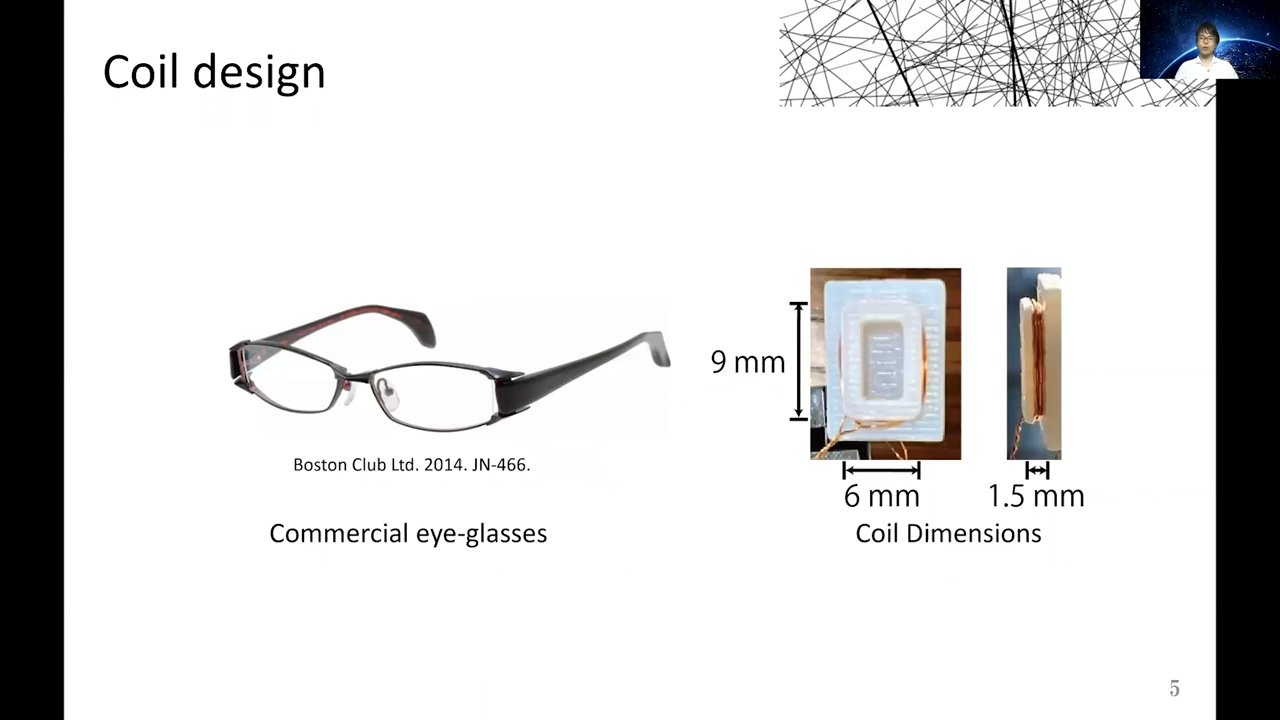 Coil design
Boston Club Ltd. 2014. JN-466.
Commercial eye-glasses
9 mm
6 mm
1.5 mm
Coil Dimensions
5